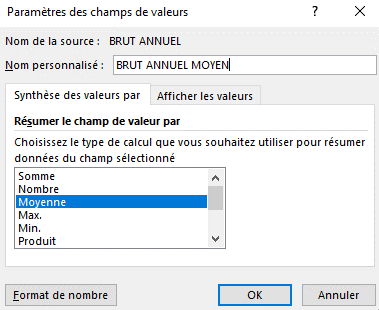 Paramètres des champs de valeurs
Nom de la source : BRUT ANNUEL
Nom personnalisé : BRUT ANNUEL MOYEN
Synthèse des valeurs par Afficher les valeurs
Résumer le champ de valeur par
Choisissez le type de calcul que vous souhaitez utiliser pour résumer
données du champ sélectionné
Somme
Nombre
Moyenne
Max.
Min.
Produit
Format de nombre OK Annuler